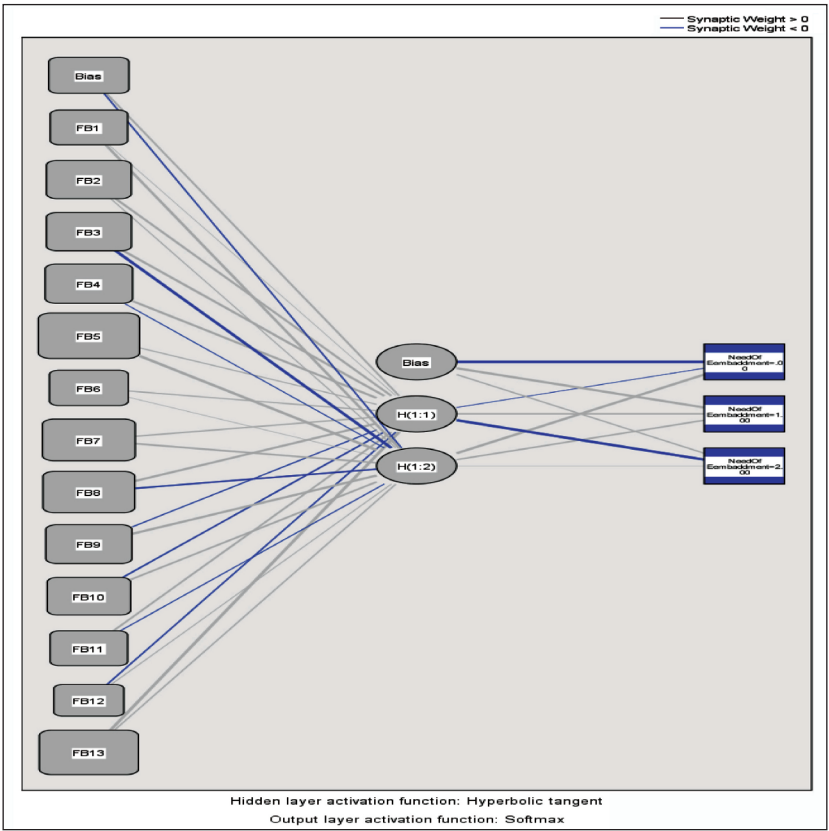 Synaptic Weight > 0
Synaptic Weight < 0
Bias
FB1
FB2
FB3
FB4
FB5
FB6
FB7
FB8
FB9
FB10
FB11
FB12
FB13
Bias
H(1:1)
H(1:2)
NeedOf
Eembaddment=.0
0
NeedOf
Eembaddment=1.
00
NeedOf
Eembaddment=2.
00
Hidden layer activation function: Hyperbolic tangent
Output layer activation function: Softmax